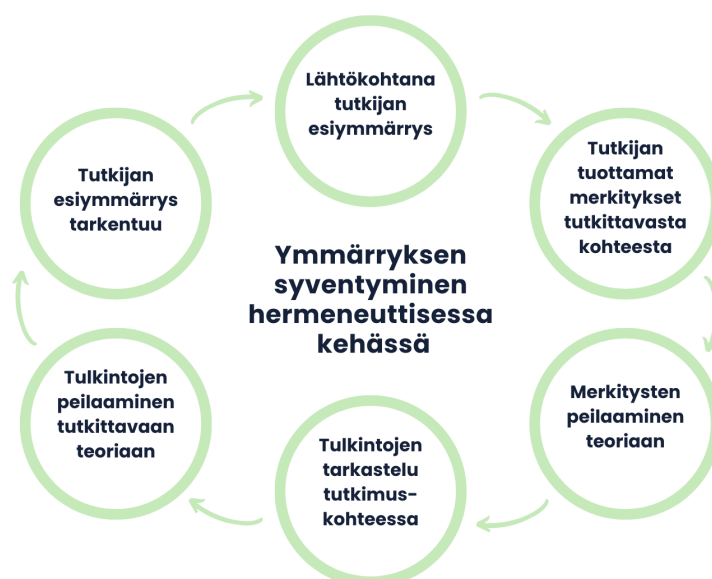 Lähtökohtana
tutkijan
esiymmärrys
Tutkijan
tuottamat
merkitykset
tutkittavasta
kohteesta
Merkitysten
peilaaminen
teoriaan
Tulkintojen
tarkastelu
tutkimus-
kohteessa
Tulkintojen
peilaaminen
tutkittavaan
teoriaan
Tutkijan
esiymmärrys
tarkentuu
Ymmärryksen
syventyminen
hermeneuttisessa
kehässä